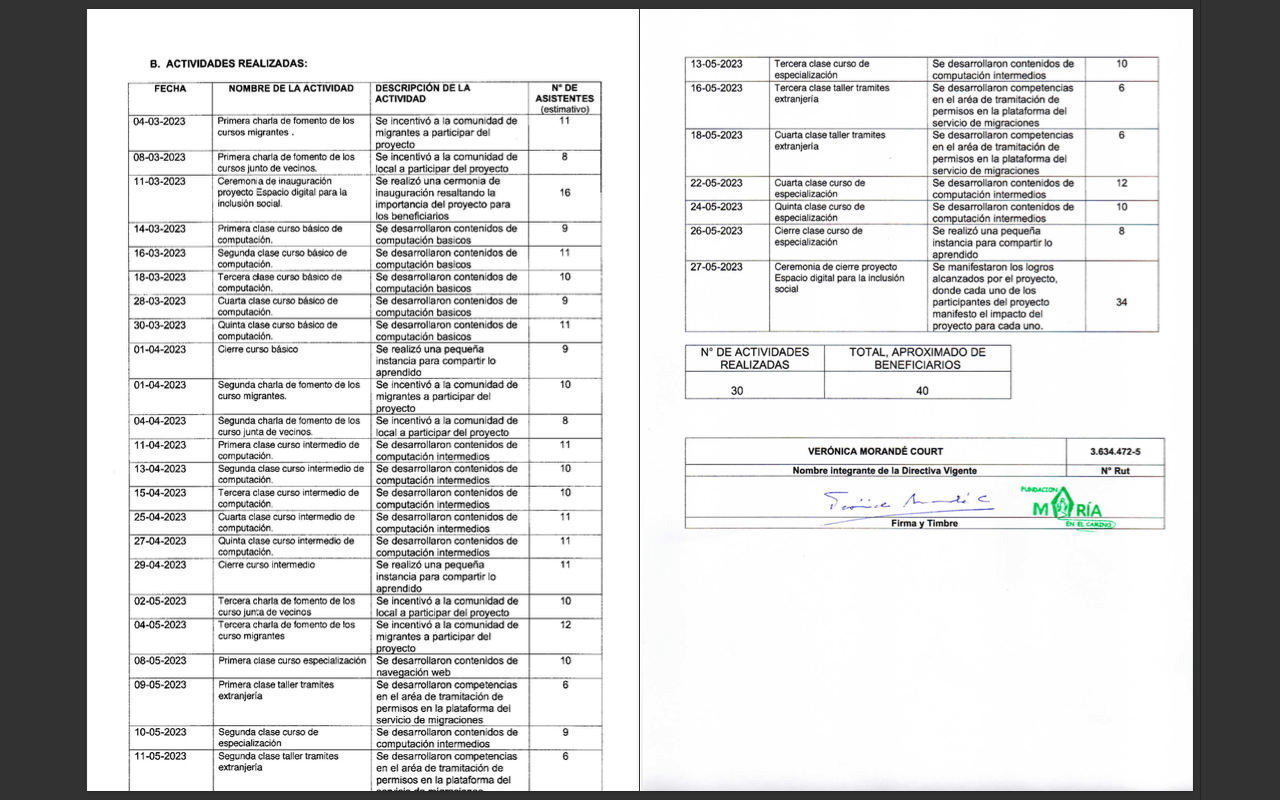 B. ACTIVIDADES REALIZADAS:
FECHA NOMBRE DE LA ACTIVIDAD DESCRIPCIÓN DE LA ACTIVIDAD N° DE ASISTENTES (estimativo)
04-03-2023 Primera charla de fomento de los cursos migrantes . Se incentivó a la comunidad de migrantes a participar del proyecto 11
08-03-2023 Primera charla de fomento de los cursos junto de vecinos. Se incentivó a la comunidad de local a participar del proyecto 8
11-03-2023 Ceremonia de inauguración proyecto Espacio digital para la inclusión social. Se realizó una cermonia de inauguración resaltando la importancia del proyecto para los beneficiarios 16
14-03-2023 Primera clase curso básico de computación. Se desarrollaron contenidos de computación basicos 9
16-03-2023 Segunda clase curso básico de computación. Se desarrollaron contenidos de computación basicos 11
18-03-2023 Tercera clase curso básico de computación. Se desarrollaron contenidos de computación basicos 10
28-03-2023 Cuarta clase curso básico de computación. Se desarrollaron contenidos de computación basicos 9
30-03-2023 Quinta clase curso básico de computación. Se desarrollaron contenidos de computación basicos 11
01-04-2023 Cierre curso básico Se realizó una pequeña instancia para compartir lo aprendido 9
01-04-2023 Segunda charla de fomento de los curso migrantes. Se incentivó a la comunidad de migrantes a participar del proyecto 10
04-04-2023 Segunda charla de fomento de los curso junta de vecinos. Se incentivó a la comunidad de local a participar del proyecto 8
11-04-2023 Primera clase curso intermedio de computación. Se desarrollaron contenidos de computación intermedios 11
13-04-2023 Segunda clase curso intermedio de computación. Se desarrollaron contenidos de computación intermedios 10
15-04-2023 Tercera clase curso intermedio de computación. Se desarrollaron contenidos de computación intermedios 10
25-04-2023 Cuarta clase curso intermedio de computación. Se desarrollaron contenidos de computación intermedios 11
27-04-2023 Quinta clase curso intermedio de computación. Se desarrollaron contenidos de computación intermedios 11
29-04-2023 Cierre curso intermedio Se realizó una pequeña instancia para compartir lo aprendido 11
02-05-2023 Tercera charla de fomento de los curso junta de vecinos Se incentivó a la comunidad de local a participar del proyecto 10
04-05-2023 Tercera charla de fomento de los curso migrantes Se incentivó a la comunidad de migrantes a participar del proyecto 12
08-05-2023 Primera clase curso especialización Se desarrollaron contenidos de navegación web 10
09-05-2023 Primera clase taller tramites extranjería Se desarrollaron competencias en el aréa de tramitación de permisos en la plataforma del servicio de migraciones 6
10-05-2023 Segunda clase curso de especialización Se desarrollaron contenidos de computación intermedios 9
11-05-2023 Segunda clase taller tramites extranjería Se desarrollaron competencias en el aréa de tramitación de permisos en la plataforma del servicio de migraciones 6
13-05-2023 Tercera clase curso de especialización Se desarrollaron contenidos de computación intermedios 10
16-05-2023 Tercera clase taller tramites extranjería Se desarrollaron competencias en el aréa de tramitación de permisos en la plataforma del servicio de migraciones 6
18-05-2023 Cuarta clase taller tramites extranjería Se desarrollaron competencias en el aréa de tramitación de permisos en la plataforma del servicio de migraciones 6
22-05-2023 Cuarta clase curso de especialización Se desarrollaron contenidos de computación intermedios 12
24-05-2023 Quinta clase curso de especialización Se desarrollaron contenidos de computación intermedios 10
26-05-2023 Cierre clase curso de especialización Se realizó una pequeña instancia para compartir lo aprendido 8
27-05-2023 Ceremonia de cierre proyecto Espacio digital para la inclusión social Se manifestaron los logros alcanzados por el proyecto, donde cada uno de los participantes del proyecto manifesto el impacto del proyecto para cada uno. 34
N° DE ACTIVIDADES REALIZADAS TOTAL, APROXIMADO DE BENEFICIARIOS
30 40
VERÓNICA MORANDÉ COURT 3.634.472-5
Nombre integrante de la Directiva Vigente N° Rut
FUNDACION
MARÍA
EN EL CAMINO
Firma y Timbre